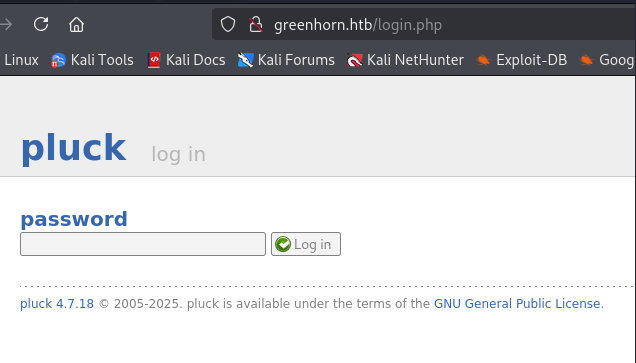 greenhorn.htb/login.php
Linux Kali Tools Kali Docs Kali Forums Kali NetHunter Exploit-DB Goog
pluck log in
password
Log in
pluck 4.7.18 © 2005-2025. pluck is available under the terms of the GNU General Public License.